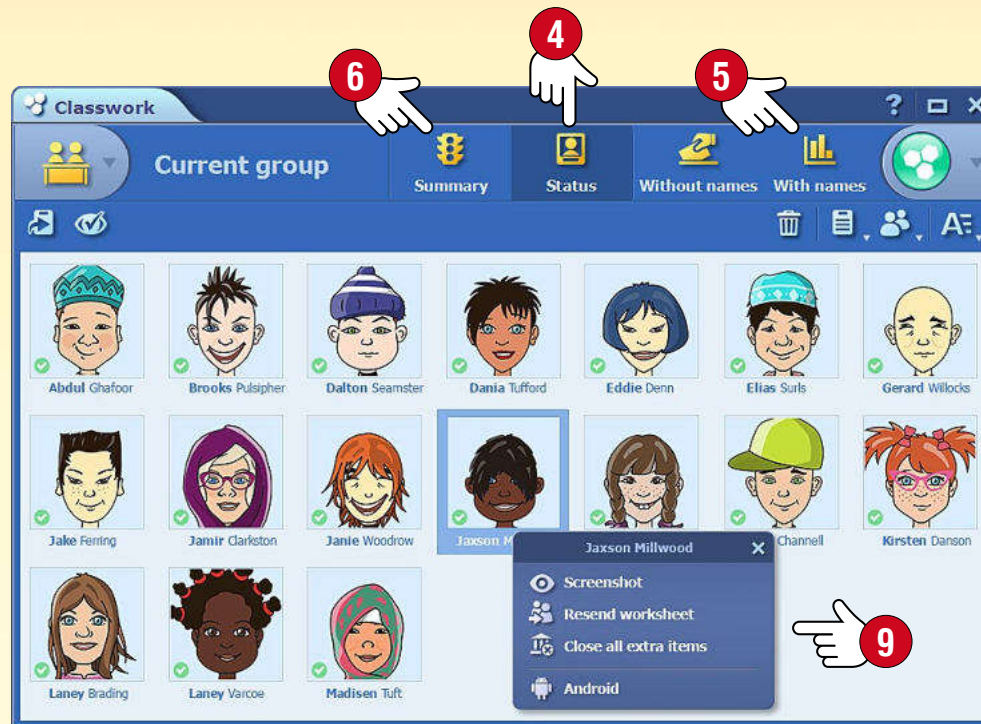 4
6
5
Classwork
?
Current group
Summary
Status
Without names
With names
A
Abdul Ghafoor
Brooks Pulsipher
Dalton Seamster
Dania Tufford
Eddie Denn
Elias Surls
Gerard Willocks
Jake Ferring
Jamir Clarkston
Janie Woodrow
Jaxson M
Channell
Kirsten Danson
Jaxson Millwood
Screenshot
Resend worksheet
Close all extra items
Android
9
Laney Brading
Laney Varcoe
Madisen Tuft